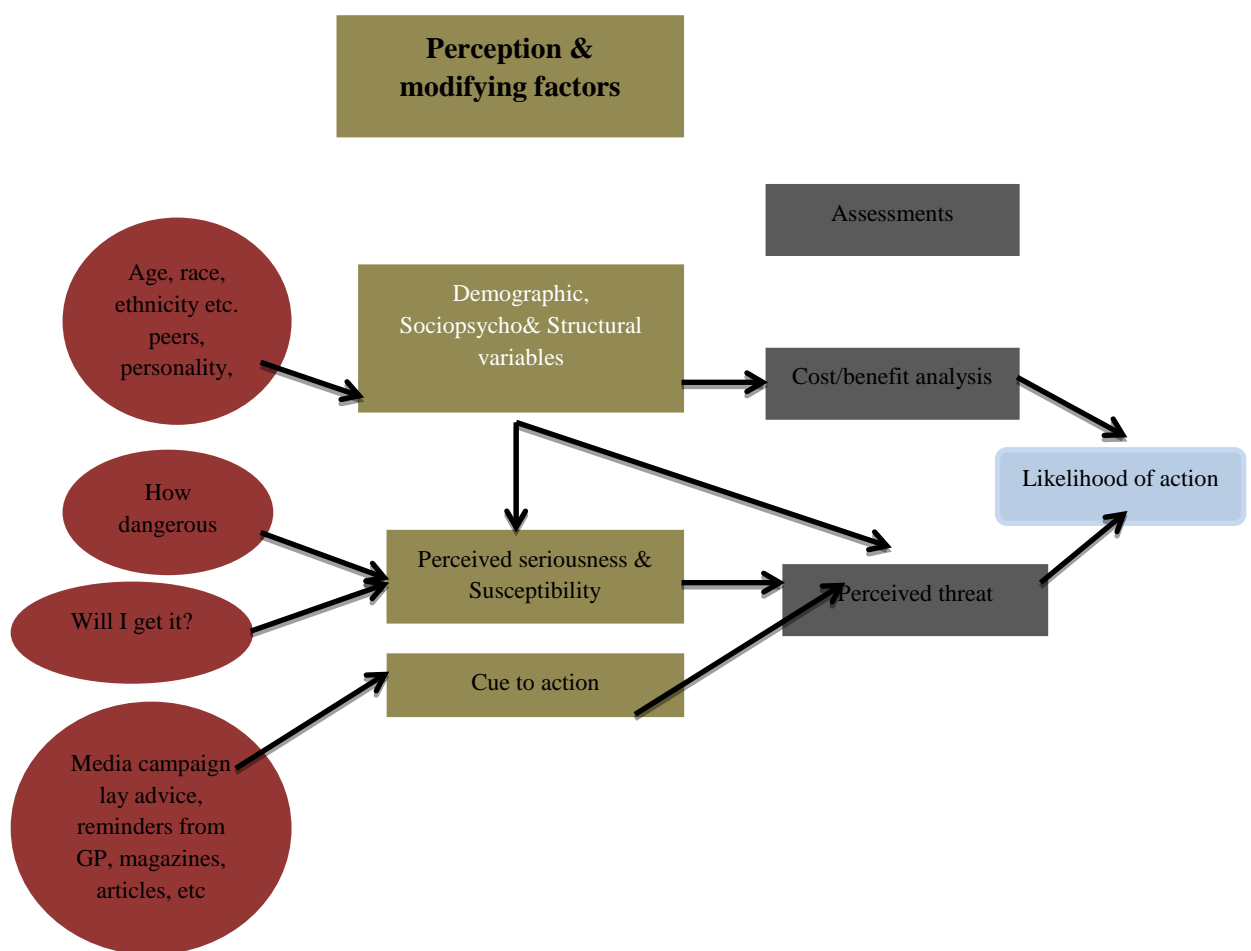 Perception &
modifying factors
Assessments
Age, race,
ethnicity etc.
peers,
personality,
Demographic,
Sociopsycho& Structural
variables
Cost/benefit analysis
Likelihood of action
How
dangerous
Perceived seriousness &
Susceptibility
Perceived threat
Will I get it?
Cue to action
Media campaign
lay advice,
reminders from
GP, magazines,
articles, etc